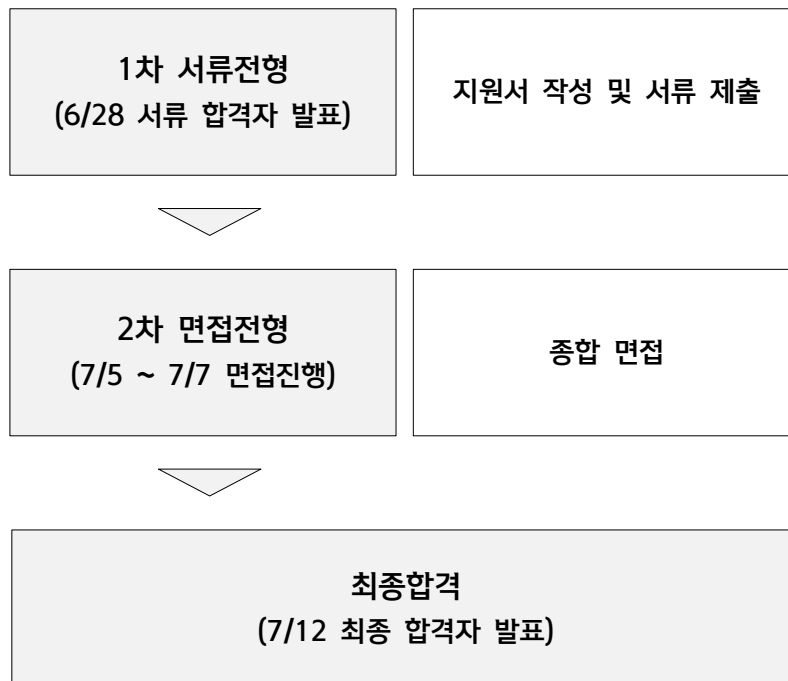 1차 서류전형
(6/28 서류 합격자 발표)
지원서 작성 및 서류 제출
2차 면접전형
(7/5 ~ 7/7 면접진행)
종합 면접
최종합격
(7/12 최종 합격자 발표)